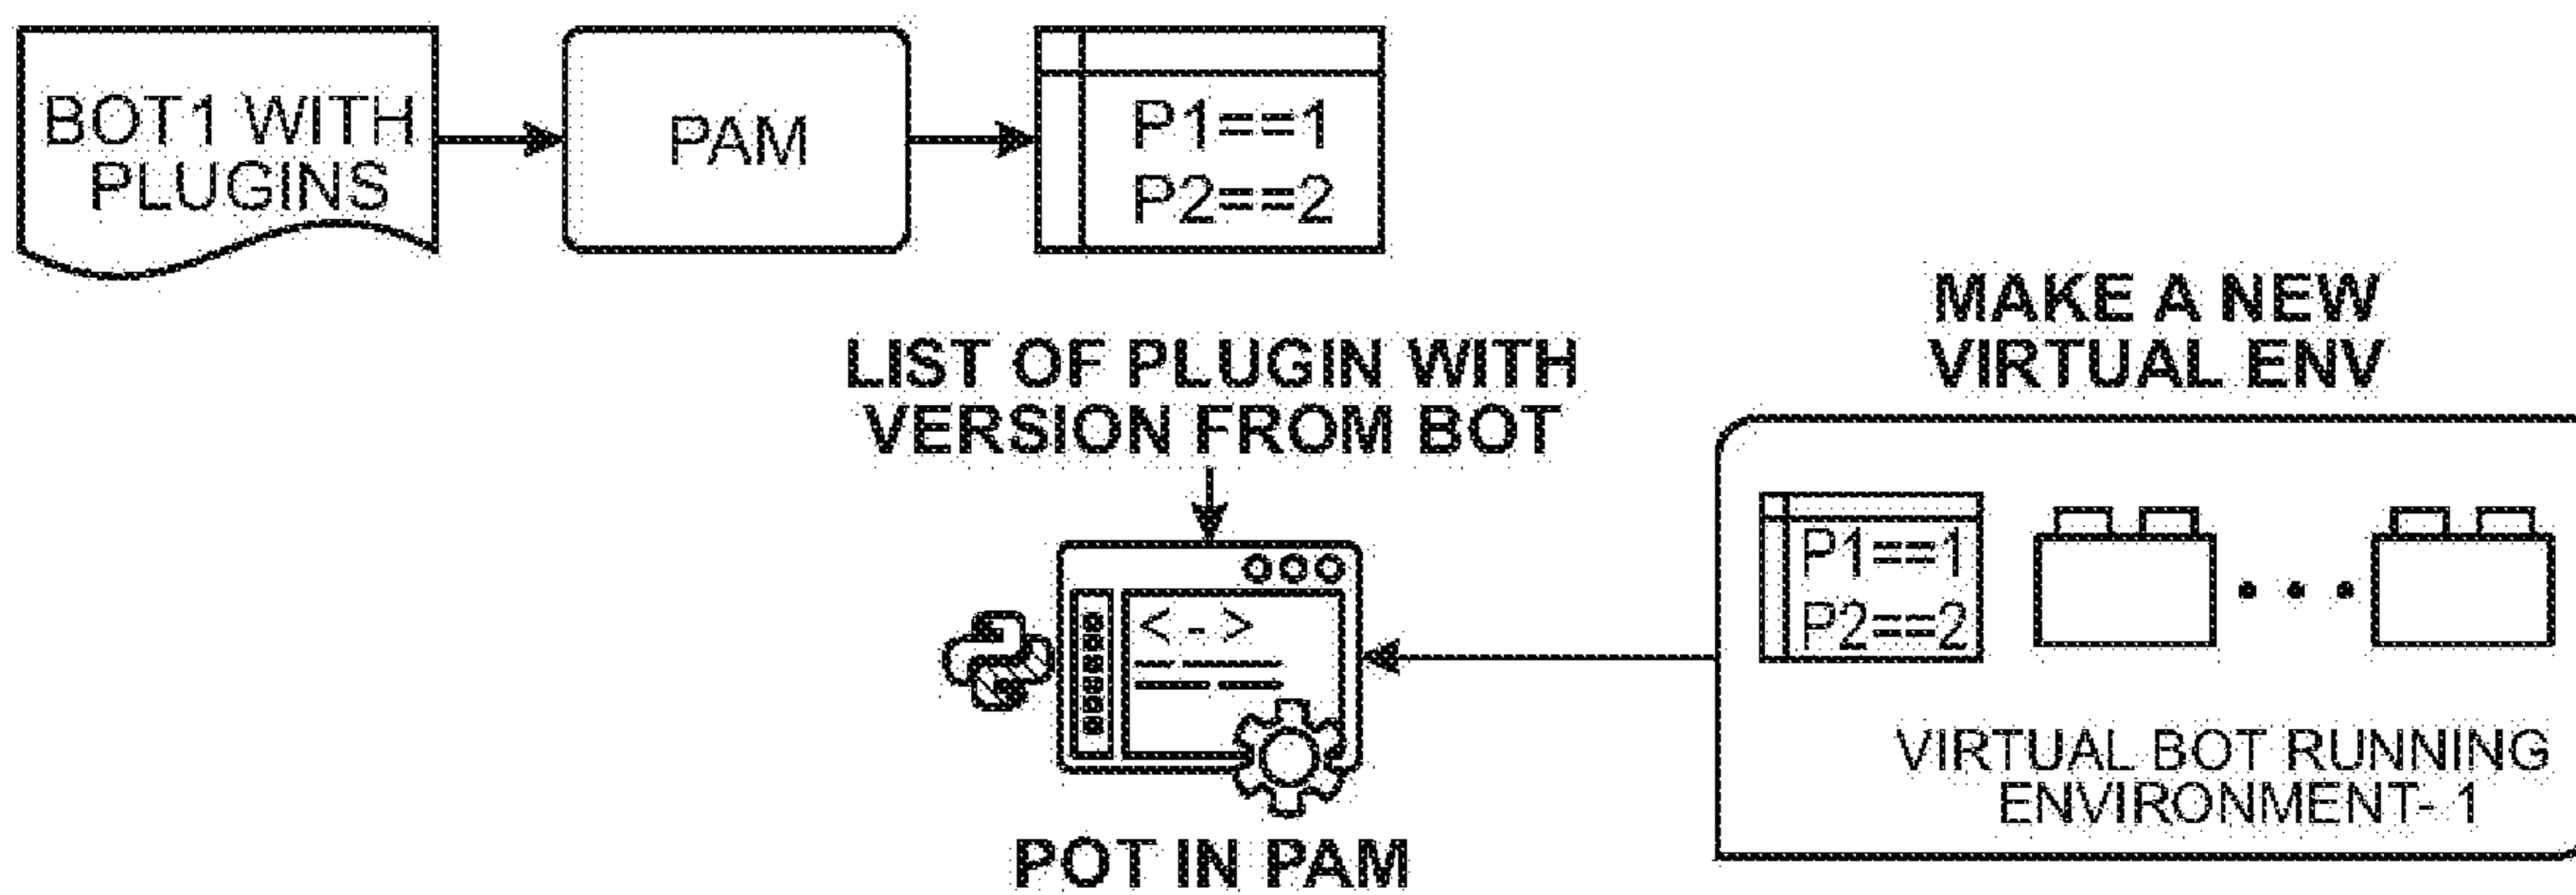 BOT1 WITH
PLUGINS
PAM
P1==1
P2==2
LIST OF PLUGIN WITH
VERSION FROM BOT
MAKE A NEW
VIRTUAL ENV
P1==1
P2==2
< - >
VIRTUAL BOT RUNNING
ENVIRONMENT- 1
POT IN PAM